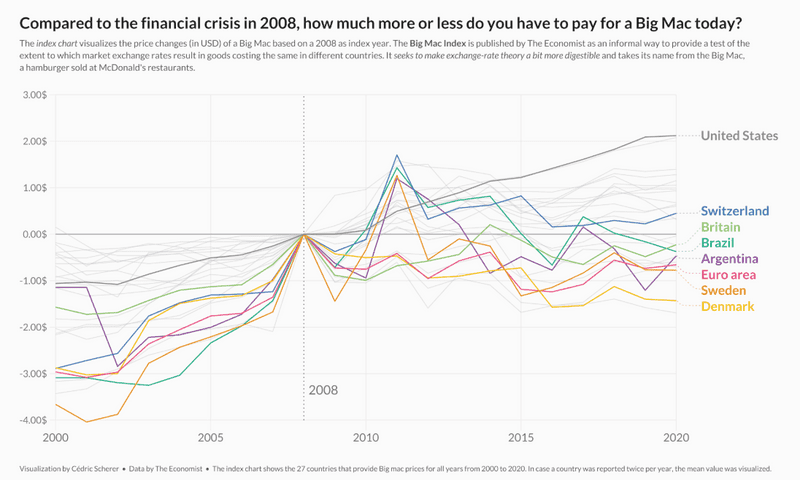 Compared to the financial crisis in 2008, how much more or less do you have to pay for a Big Mac today?
The index chart visualizes the price changes (in USD) of a Big Mac based on a 2008 as index year. The Big Mac Index is published by The Economist as an informal way to provide a test of the
extent to which market exchange rates result in goods costing the same in different countries. It seeks to make exchange-rate theory a bit more digestible and takes its name from the Big Mac,
a hamburger sold at McDonald's restaurants.
3.00$
2.00$
United States
1.00$
Switzerland
Britain
0.00$
Brazil
Argentina
Euro area
-1.00$
Sweden
Denmark
-2.00$
-3.00$
2008
-4.00$
2000 2005 2010 2015 2020
Visualization by Cédric Scherer • Data by The Economist • The index chart shows the 27 countries that provide Big mac prices for all years from 2000 to 2020. In case a country was reported twice per year, the mean value was visualized.